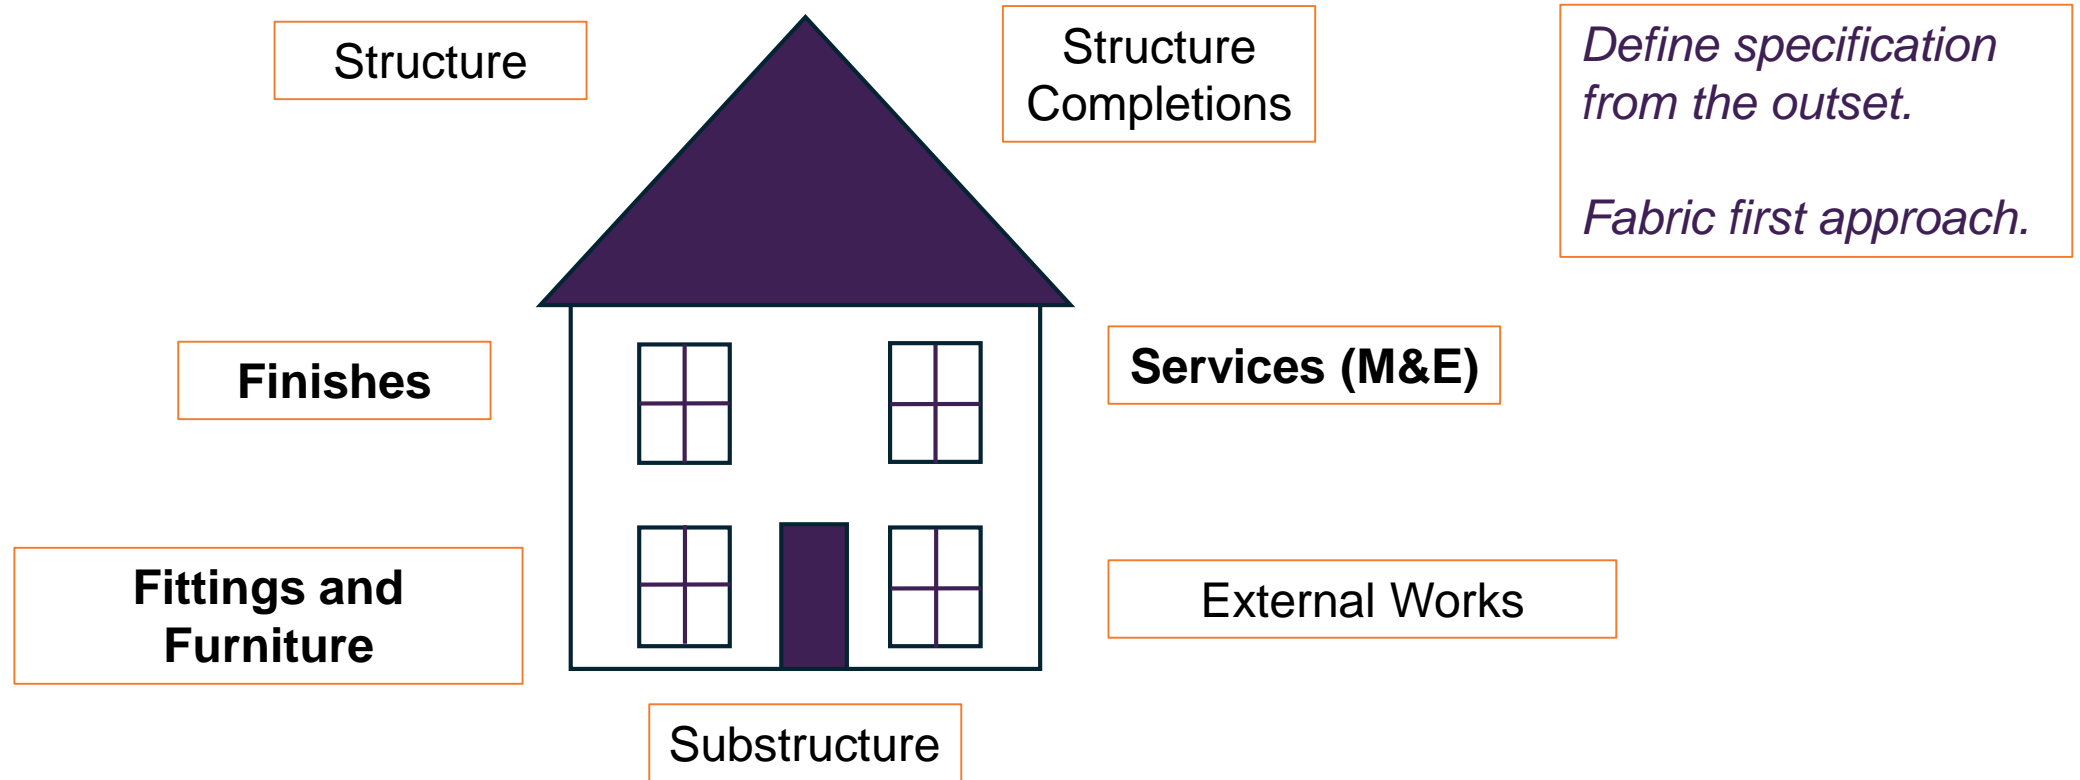 Structure
Structure
Completions
Define specification
from the outset.
Fabric first approach.
Finishes
Services (M&E)
Fittings and
Furniture
External Works
Substructure